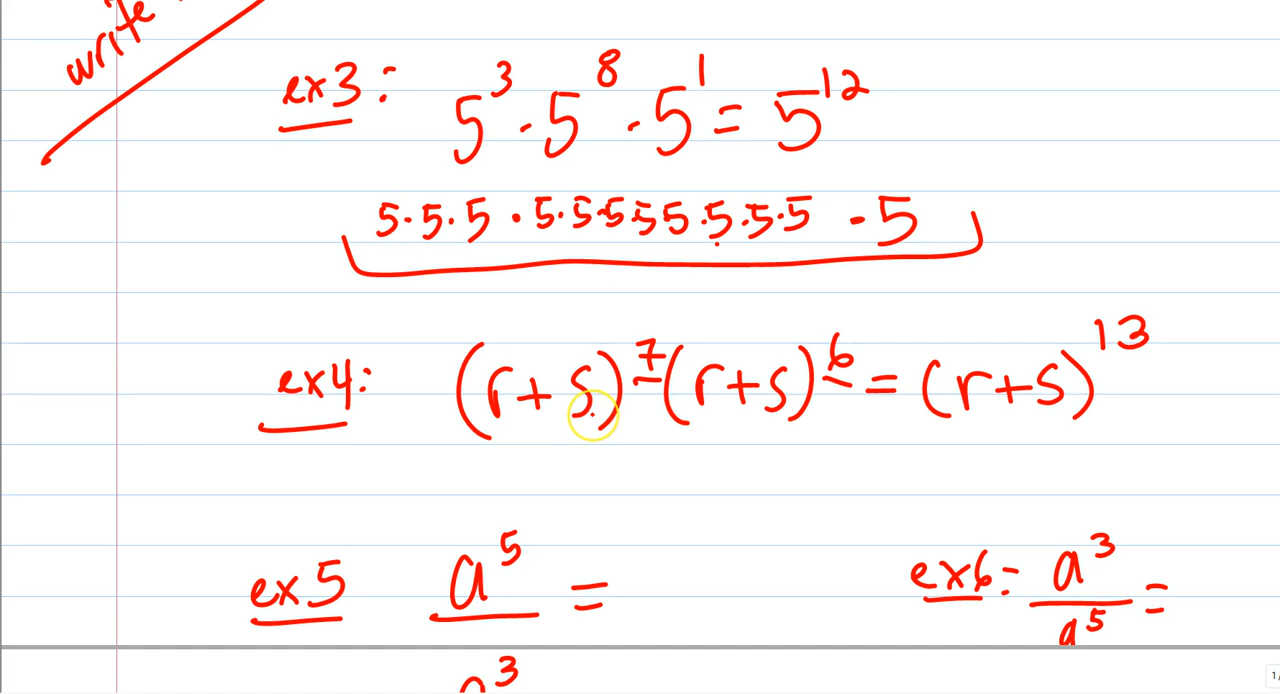 write
ex3: 5^3 · 5^8 · 5^1 = 5^12
5·5·5 · 5·5·5·5 5·5·5·5 · 5
ex4: (r+s)^7 (r+s)^6 = (r+s)^13
ex5 a^5 / a^3 =
ex6: a^3 / a^5 =
1/